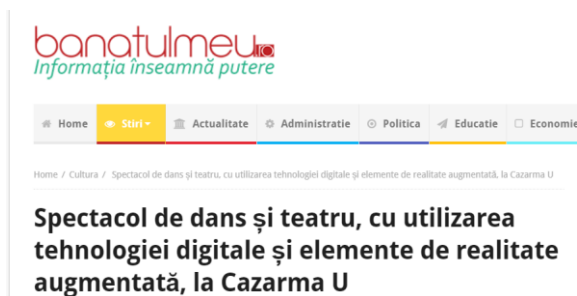 banatulmeu.ro
Informația înseamnă putere
Home Stiri Actualitate Administratie Politica Educatie Economie
Home / Cultura / Spectacol de dans și teatru, cu utilizarea tehnologiei digitale și elemente de realitate augmentată, la Cazarma U
Spectacol de dans și teatru, cu utilizarea
tehnologiei digitale și elemente de realitate
augmentată, la Cazarma U